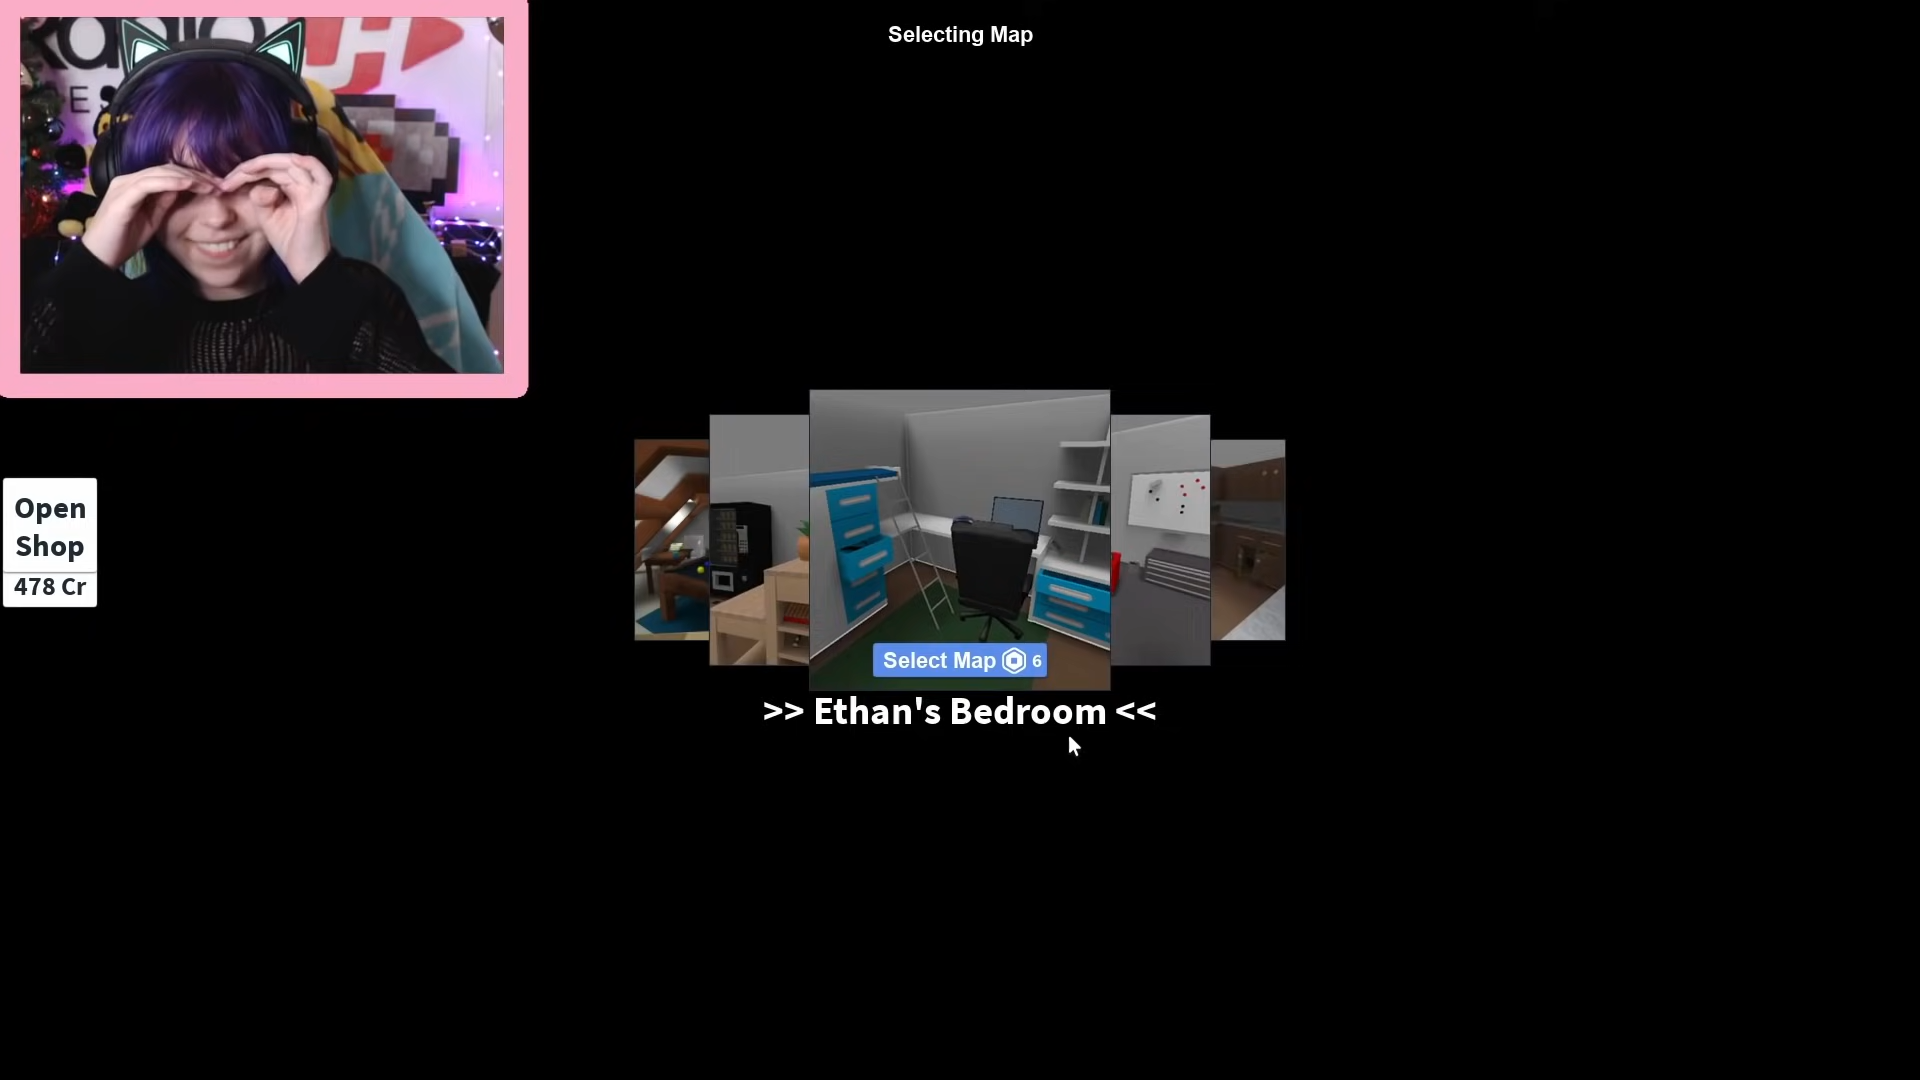 Selecting Map
Open
Shop
478 Cr
Select Map 6
>> Ethan's Bedroom <<